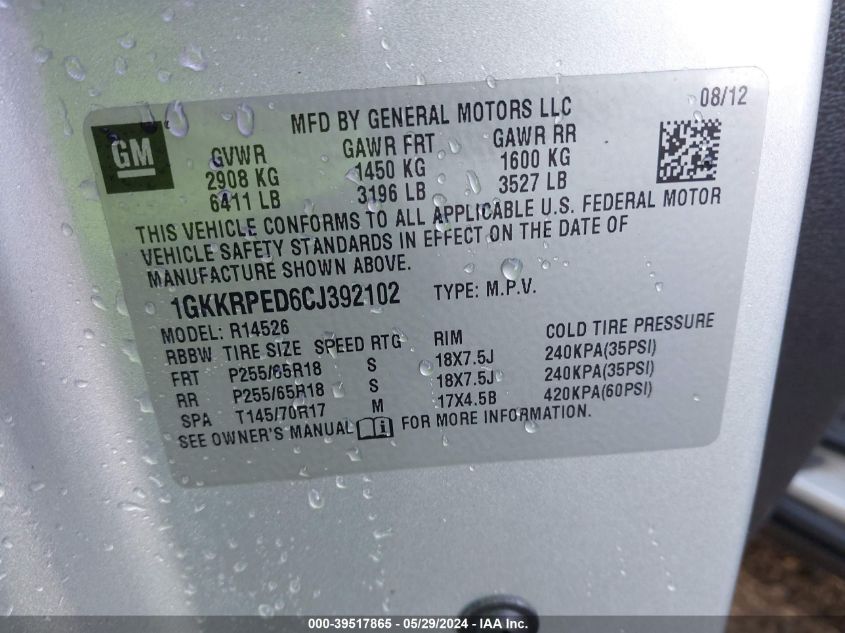 MFD BY GENERAL MOTORS LLC 08/12
GM
GVWR GAWR FRT GAWR RR
2908 KG 1450 KG 1600 KG
6411 LB 3196 LB 3527 LB
THIS VEHICLE CONFORMS TO ALL APPLICABLE U.S. FEDERAL MOTOR
VEHICLE SAFETY STANDARDS IN EFFECT ON THE DATE OF
MANUFACTURE SHOWN ABOVE.
1GKKRPED6CJ392102 TYPE: M.P.V.
MODEL: R14526
RBBW TIRE SIZE SPEED RTG RIM COLD TIRE PRESSURE
FRT P255/65R18 S 18X7.5J 240KPA(35PSI)
RR P255/65R18 S 18X7.5J 240KPA(35PSI)
SPA T145/70R17 M 17X4.5B 420KPA(60PSI)
SEE OWNER'S MANUAL FOR MORE INFORMATION.
000-39517865 - 05/29/2024 - IAA Inc.